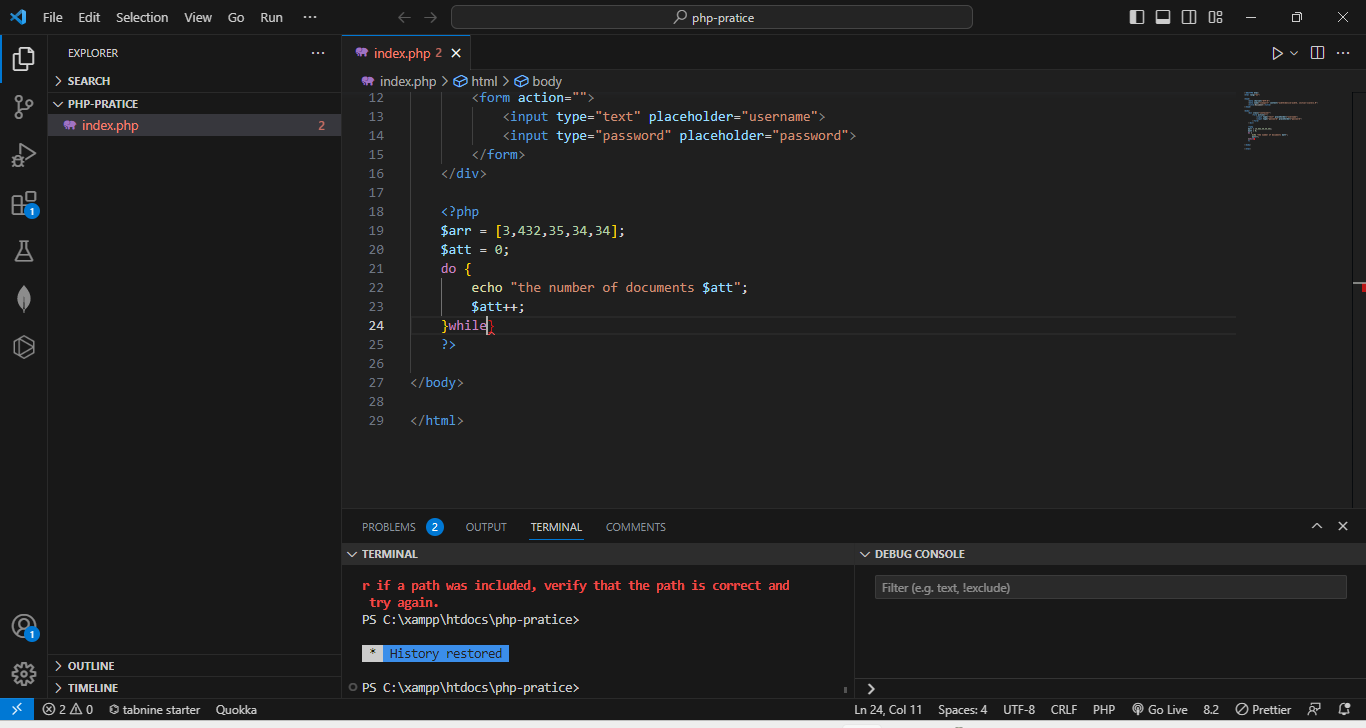 File Edit Selection View Go Run ··· php-pratice
EXPLORER ···
SEARCH
PHP-PRATICE
index.php 2
OUTLINE
TIMELINE
index.php 2
index.php > html > body
12 <form action="">
13 <input type="text" placeholder="username">
14 <input type="password" placeholder="password">
15 </form>
16 </div>
17
18 <?php
19 $arr = [3,432,35,34,34];
20 $att = 0;
21 do {
22 echo "the number of documents $att";
23 $att++;
24 }while}
25 ?>
26
27 </body>
28
29 </html>
PROBLEMS 2 OUTPUT TERMINAL COMMENTS
TERMINAL
r if a path was included, verify that the path is correct and
try again.
PS C:\xampp\htdocs\php-pratice>
* History restored
PS C:\xampp\htdocs\php-pratice>
DEBUG CONSOLE
Filter (e.g. text, !exclude)
1
1
2 0 tabnine starter Quokka Ln 24, Col 11 Spaces: 4 UTF-8 CRLF PHP Go Live 8.2 Prettier